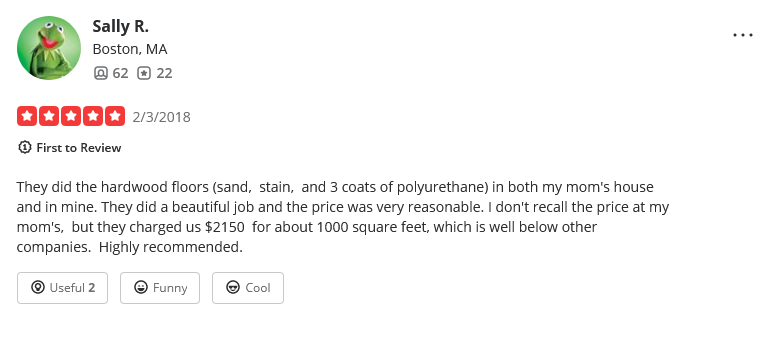 Sally R.
Boston, MA
62 22
2/3/2018
First to Review
They did the hardwood floors (sand,  stain,  and 3 coats of polyurethane) in both my mom's house
and in mine. They did a beautiful job and the price was very reasonable. I don't recall the price at my
mom's,  but they charged us $2150  for about 1000 square feet, which is well below other
companies.  Highly recommended.
Useful 2 Funny Cool